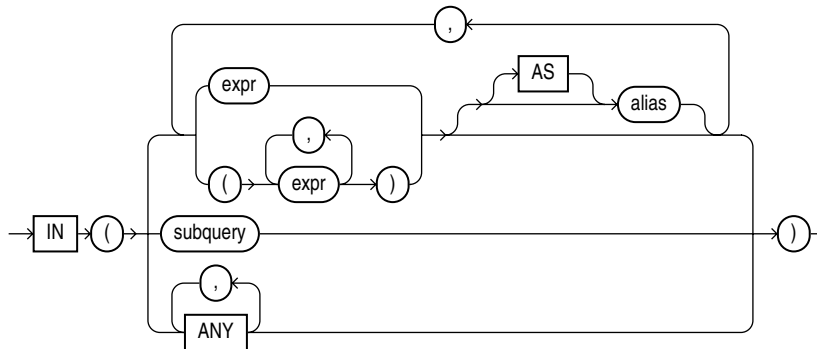 ,
expr
AS
alias
,
( expr )
IN ( subquery )
,
ANY